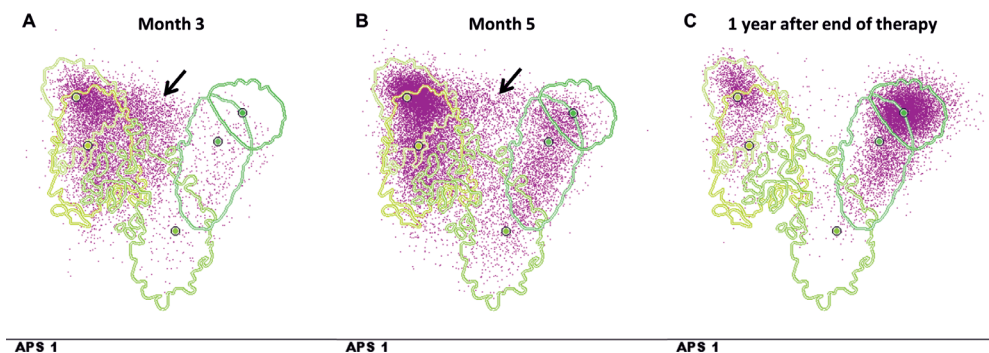 A Month 3
B Month 5
C 1 year after end of therapy
APS 1
APS 1
APS 1